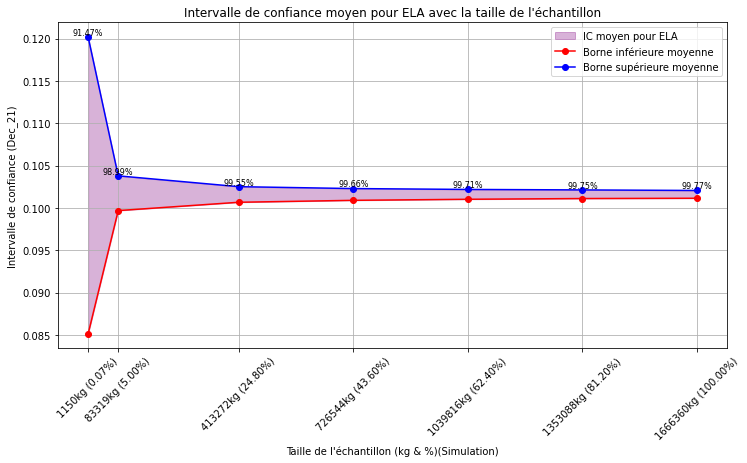 Intervalle de confiance moyen pour ELA avec la taille de l'échantillon
IC moyen pour ELA
Borne inférieure moyenne
Borne supérieure moyenne
Intervalle de confiance (Dec_21)
0.120
0.115
0.110
0.105
0.100
0.095
0.090
0.085
91.47%
98.99%
99.55%
99.66%
99.71%
99.75%
99.77%
1150kg (0.07%)
83319kg (5.00%)
413272kg (24.80%)
726544kg (43.60%)
1039816kg (62.40%)
1353088kg (81.20%)
1666360kg (100.00%)
Taille de l'échantillon (kg & %)(Simulation)